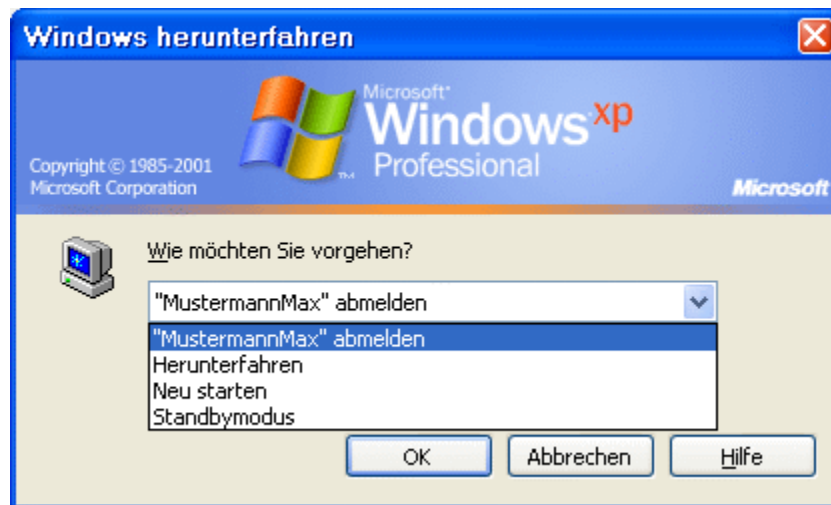 Windows herunterfahren
Microsoft
Windows xp
Professional
TM
Copyright © 1985-2001
Microsoft Corporation
Microsoft
Wie möchten Sie vorgehen?
"MustermannMax" abmelden
"MustermannMax" abmelden
Herunterfahren
Neu starten
Standbymodus
OK Abbrechen Hilfe